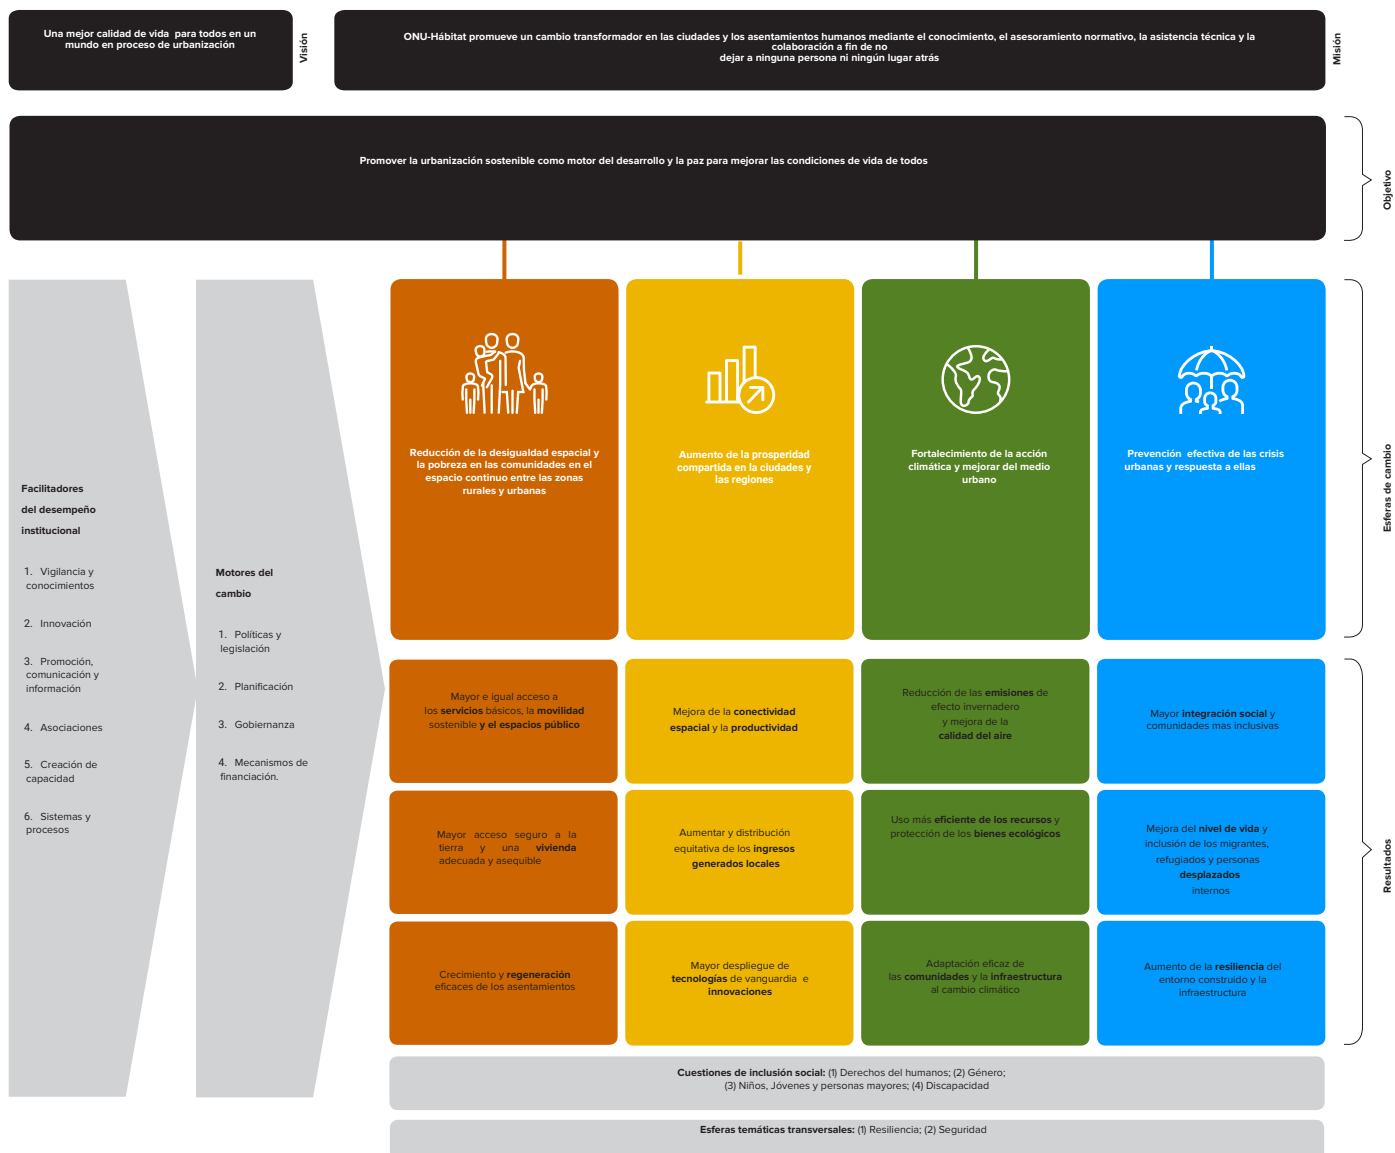 Una mejor calidad de vida  para todos en un
mundo en proceso de urbanización
Visión
ONU-Hábitat promueve un cambio transformador en las ciudades y los asentamientos humanos mediante el conocimiento, el asesoramiento normativo, la asistencia técnica y la
colaboración a fin de no
dejar a ninguna persona ni ningún lugar atrás
Misión
Promover la urbanización sostenible como motor del desarrollo y la paz para mejorar las condiciones de vida de todos
Objetivo
Facilitadores
del desempeño
institucional
1. Vigilancia y
conocimientos
2. Innovación
3. Promoción,
comunicación y
información
4. Asociaciones
5. Creación de
capacidad
6. Sistemas y
procesos
Motores del
cambio
1. Políticas y
legislación
2. Planificación
3. Gobiernanza
4. Mecanismos de
financiación.
Reducción de la desigualdad espacial y
la pobreza en las comunidades en el
espacio continuo entre las zonas
rurales y urbanas
Aumento de la prosperidad
compartida en la ciudades y
las regiones
Fortalecimiento de la acción
climática y mejorar del medio
urbano
Prevención  efectiva de las crisis
urbanas y respuesta a ellas
Esferas de cambio
Mayor e igual acceso a
los servicios básicos, la movilidad
sostenible y el espacios público
Mejora de la conectividad
espacial y la productividad
Reducción de las emisiones de
efecto invernadero
y mejora de la
calidad del aire
Mayor integración social y
comunidades mas inclusivas
Mayor acceso seguro a la
tierra y una vivienda
adecuada y asequible
Aumentar y distribución
equitativa de los ingresos
generados locales
Uso más eficiente de los recursos y
protección de los bienes ecológicos
Mejora del nivel de vida y
inclusión de los migrantes,
refugiados y personas
desplazados
internos
Crecimiento y regeneración
eficaces de los asentamientos
Mayor despliegue de
tecnologías de vanguardia  e
innovaciones
Adaptación eficaz de
las comunidades y la infraestructura
al cambio climático
Aumento de la resiliencia del
entorno construido y la
infraestructura
Resultados
Cuestiones de inclusión social: (1) Derechos del humanos; (2) Género;
(3) Niños, Jóvenes y personas mayores; (4) Discapacidad
Esferas temáticas transversales: (1) Resiliencia; (2) Seguridad